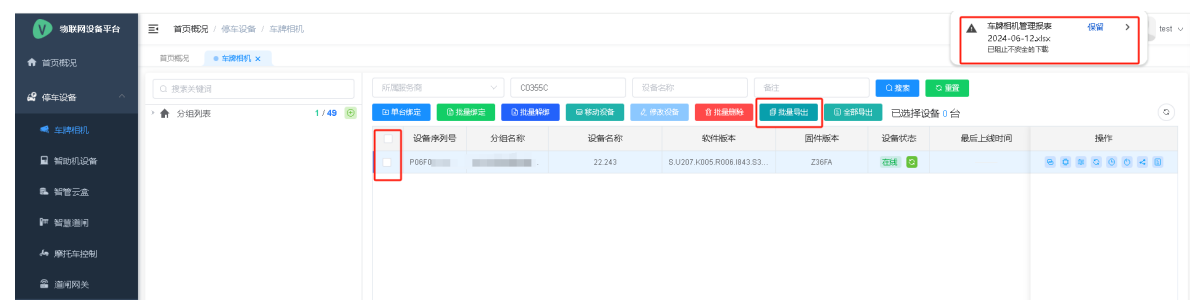 物联网设备平台
首页概况 / 停车设备 / 车牌相机
车牌相机管理报表
2024-06-12.xlsx
已阻止不安全的下载
保留
test
首页概况
停车设备
车牌相机
智助机设备
智管云盒
智慧道闸
摩托车控制
道闸网关
首页概况 车牌相机 ×
搜索关键词
分组列表 1 / 49
所属服务商 C0355C 设备名称 备注 搜索 重置
单台绑定 批量绑定 批量解绑 移动设备 修改设备 批量删除 批量导出 全部导出 已选择设备 0 台
设备序列号 分组名称 设备名称 软件版本 固件版本 设备状态 最后上线时间 操作
P06F0 22.243 S.U207.K005.R006.I843.S3... Z36FA 在线